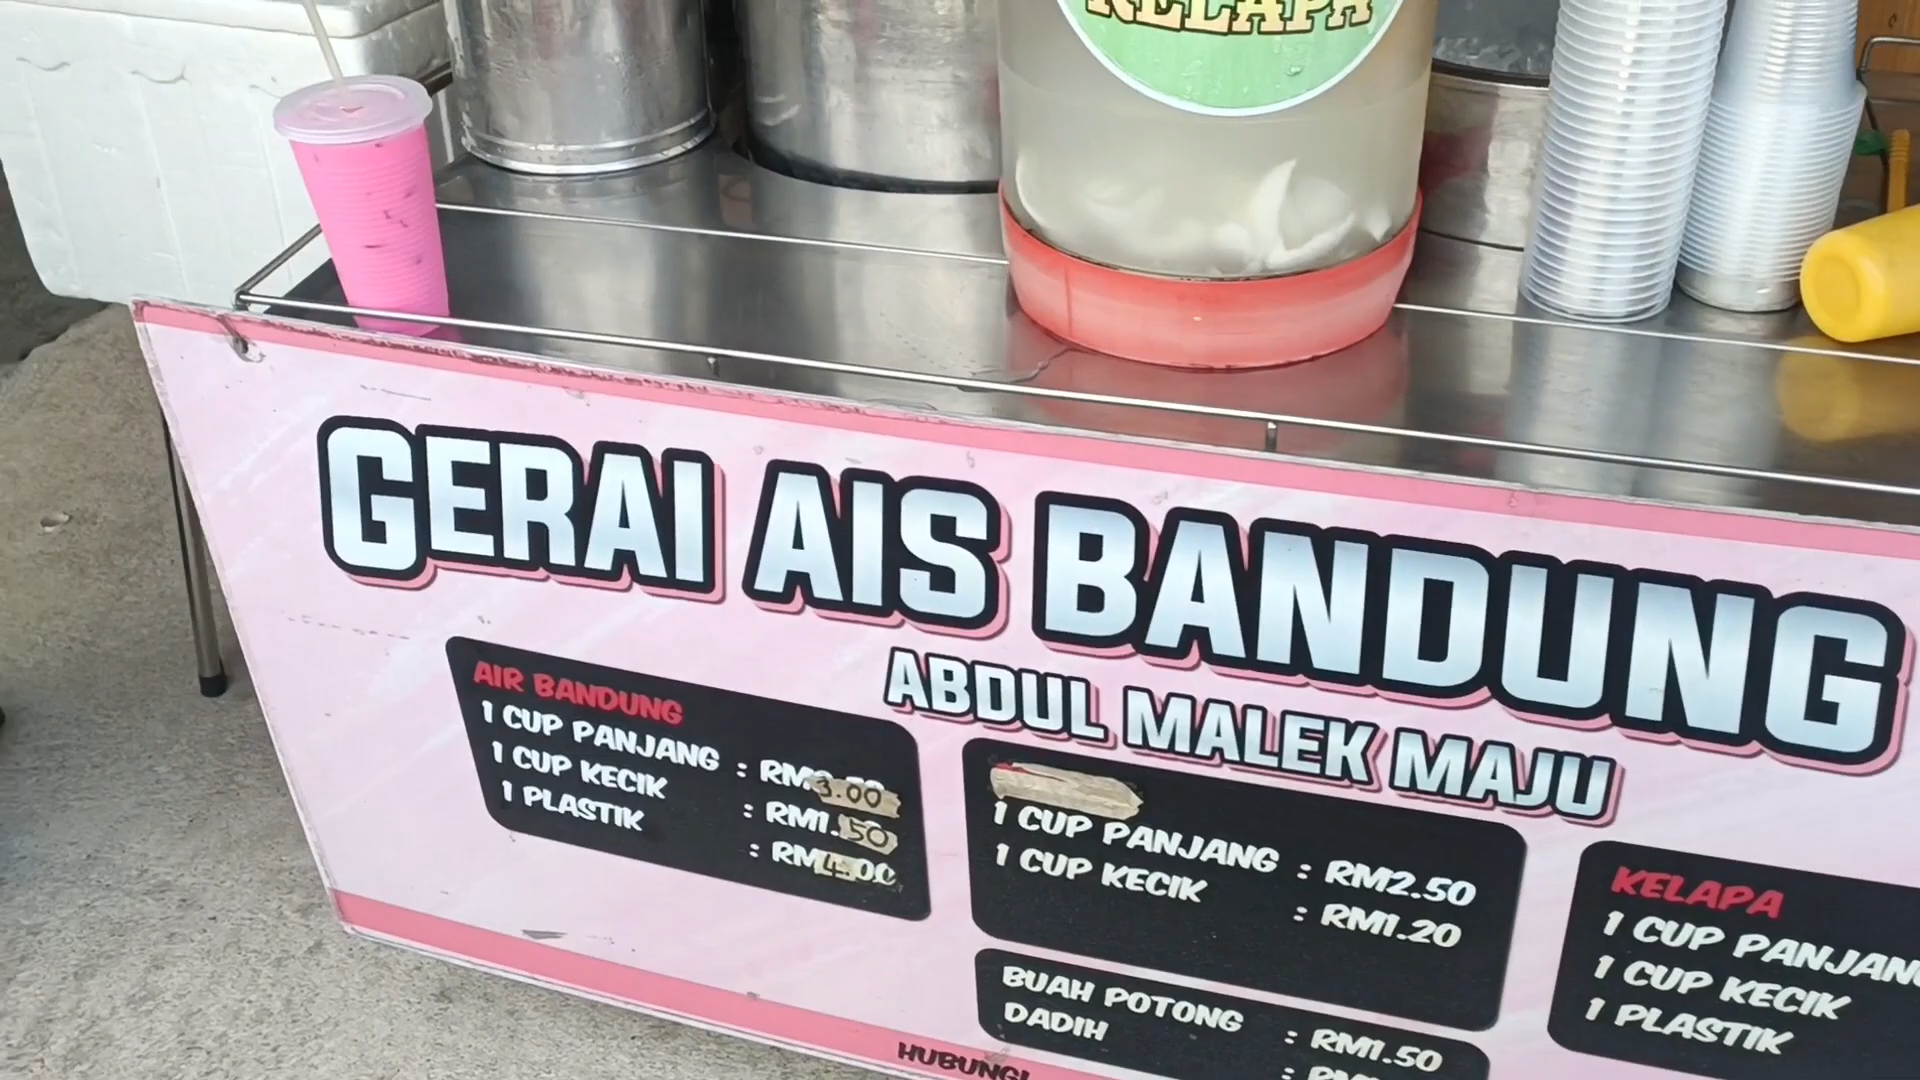 KELAPA
GERAI AIS BANDUNG
ABDUL MALEK MAJU
AIR BANDUNG
1 CUP PANJANG : RM3.00
1 CUP KECIK : RM1.50
1 PLASTIK : RM4.00
1 CUP PANJANG : RM2.50
1 CUP KECIK : RM1.20
BUAH POTONG : RM1.50
DADIH :
KELAPA
1 CUP PANJANG
1 CUP KECIK
1 PLASTIK
HUBUNGI